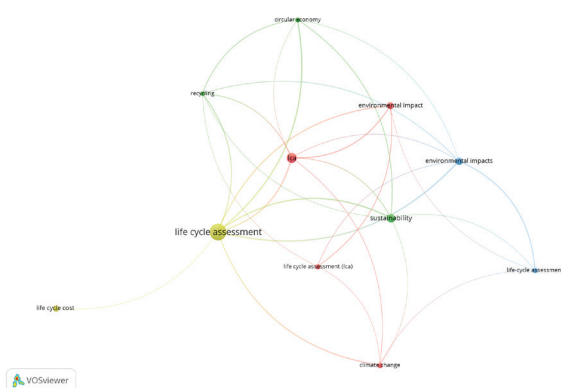 circular economy
recycling
environmental impact
lca
environmental impacts
sustainability
life cycle assessment
life cycle assessment (lca)
life-cycle assessment
life cycle cost
climate change
VOSviewer